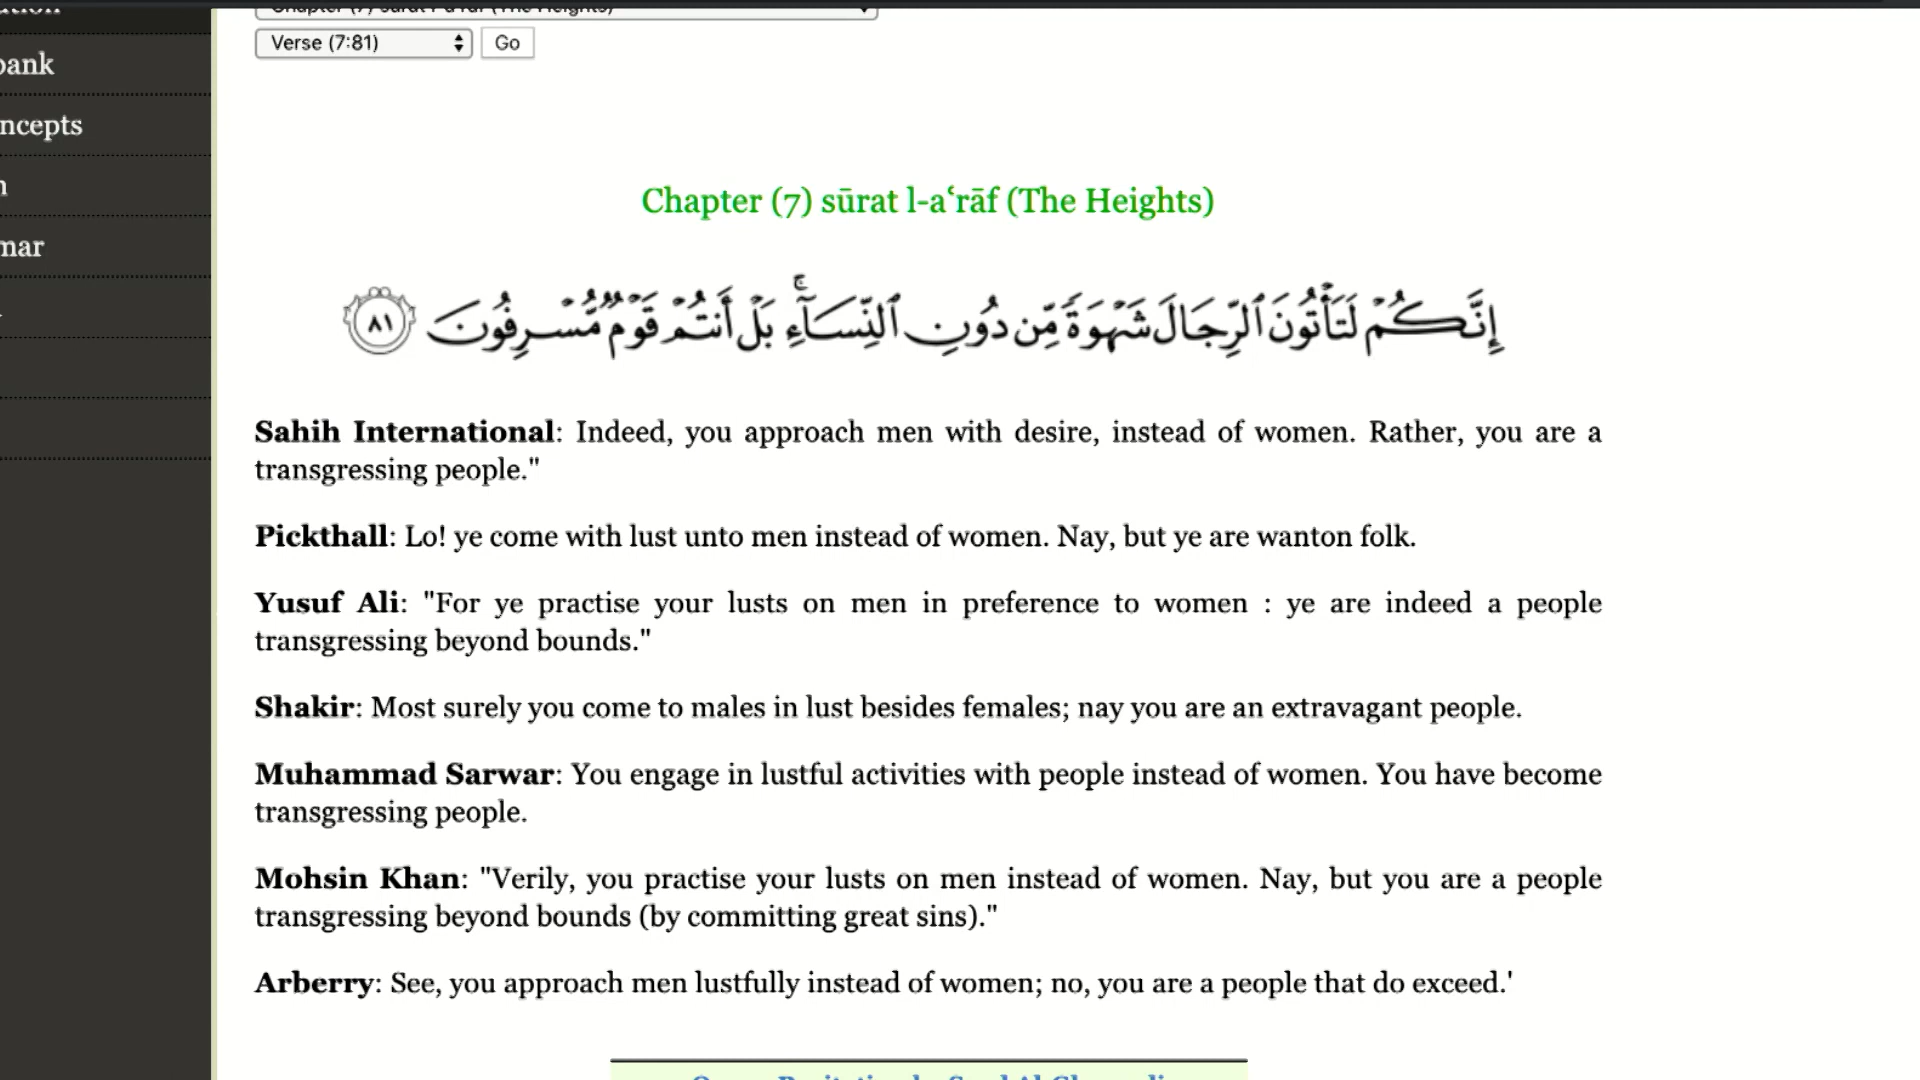 Verse (7:81)
Go
bank
ncepts
mar
Chapter (7) sūrat l-aʿrāf (The Heights)
إِنَّكُمْ لَتَأْتُونَ ٱلرِّجَالَ شَهْوَةً مِّن دُونِ ٱلنِّسَآءِ ۚ بَلْ أَنتُمْ قَوْمٌ مُّسْرِفُونَ ٨١
Sahih International: Indeed, you approach men with desire, instead of women. Rather, you are a
transgressing people."
Pickthall: Lo! ye come with lust unto men instead of women. Nay, but ye are wanton folk.
Yusuf Ali: "For ye practise your lusts on men in preference to women : ye are indeed a people
transgressing beyond bounds."
Shakir: Most surely you come to males in lust besides females; nay you are an extravagant people.
Muhammad Sarwar: You engage in lustful activities with people instead of women. You have become
transgressing people.
Mohsin Khan: "Verily, you practise your lusts on men instead of women. Nay, but you are a people
transgressing beyond bounds (by committing great sins)."
Arberry: See, you approach men lustfully instead of women; no, you are a people that do exceed.'